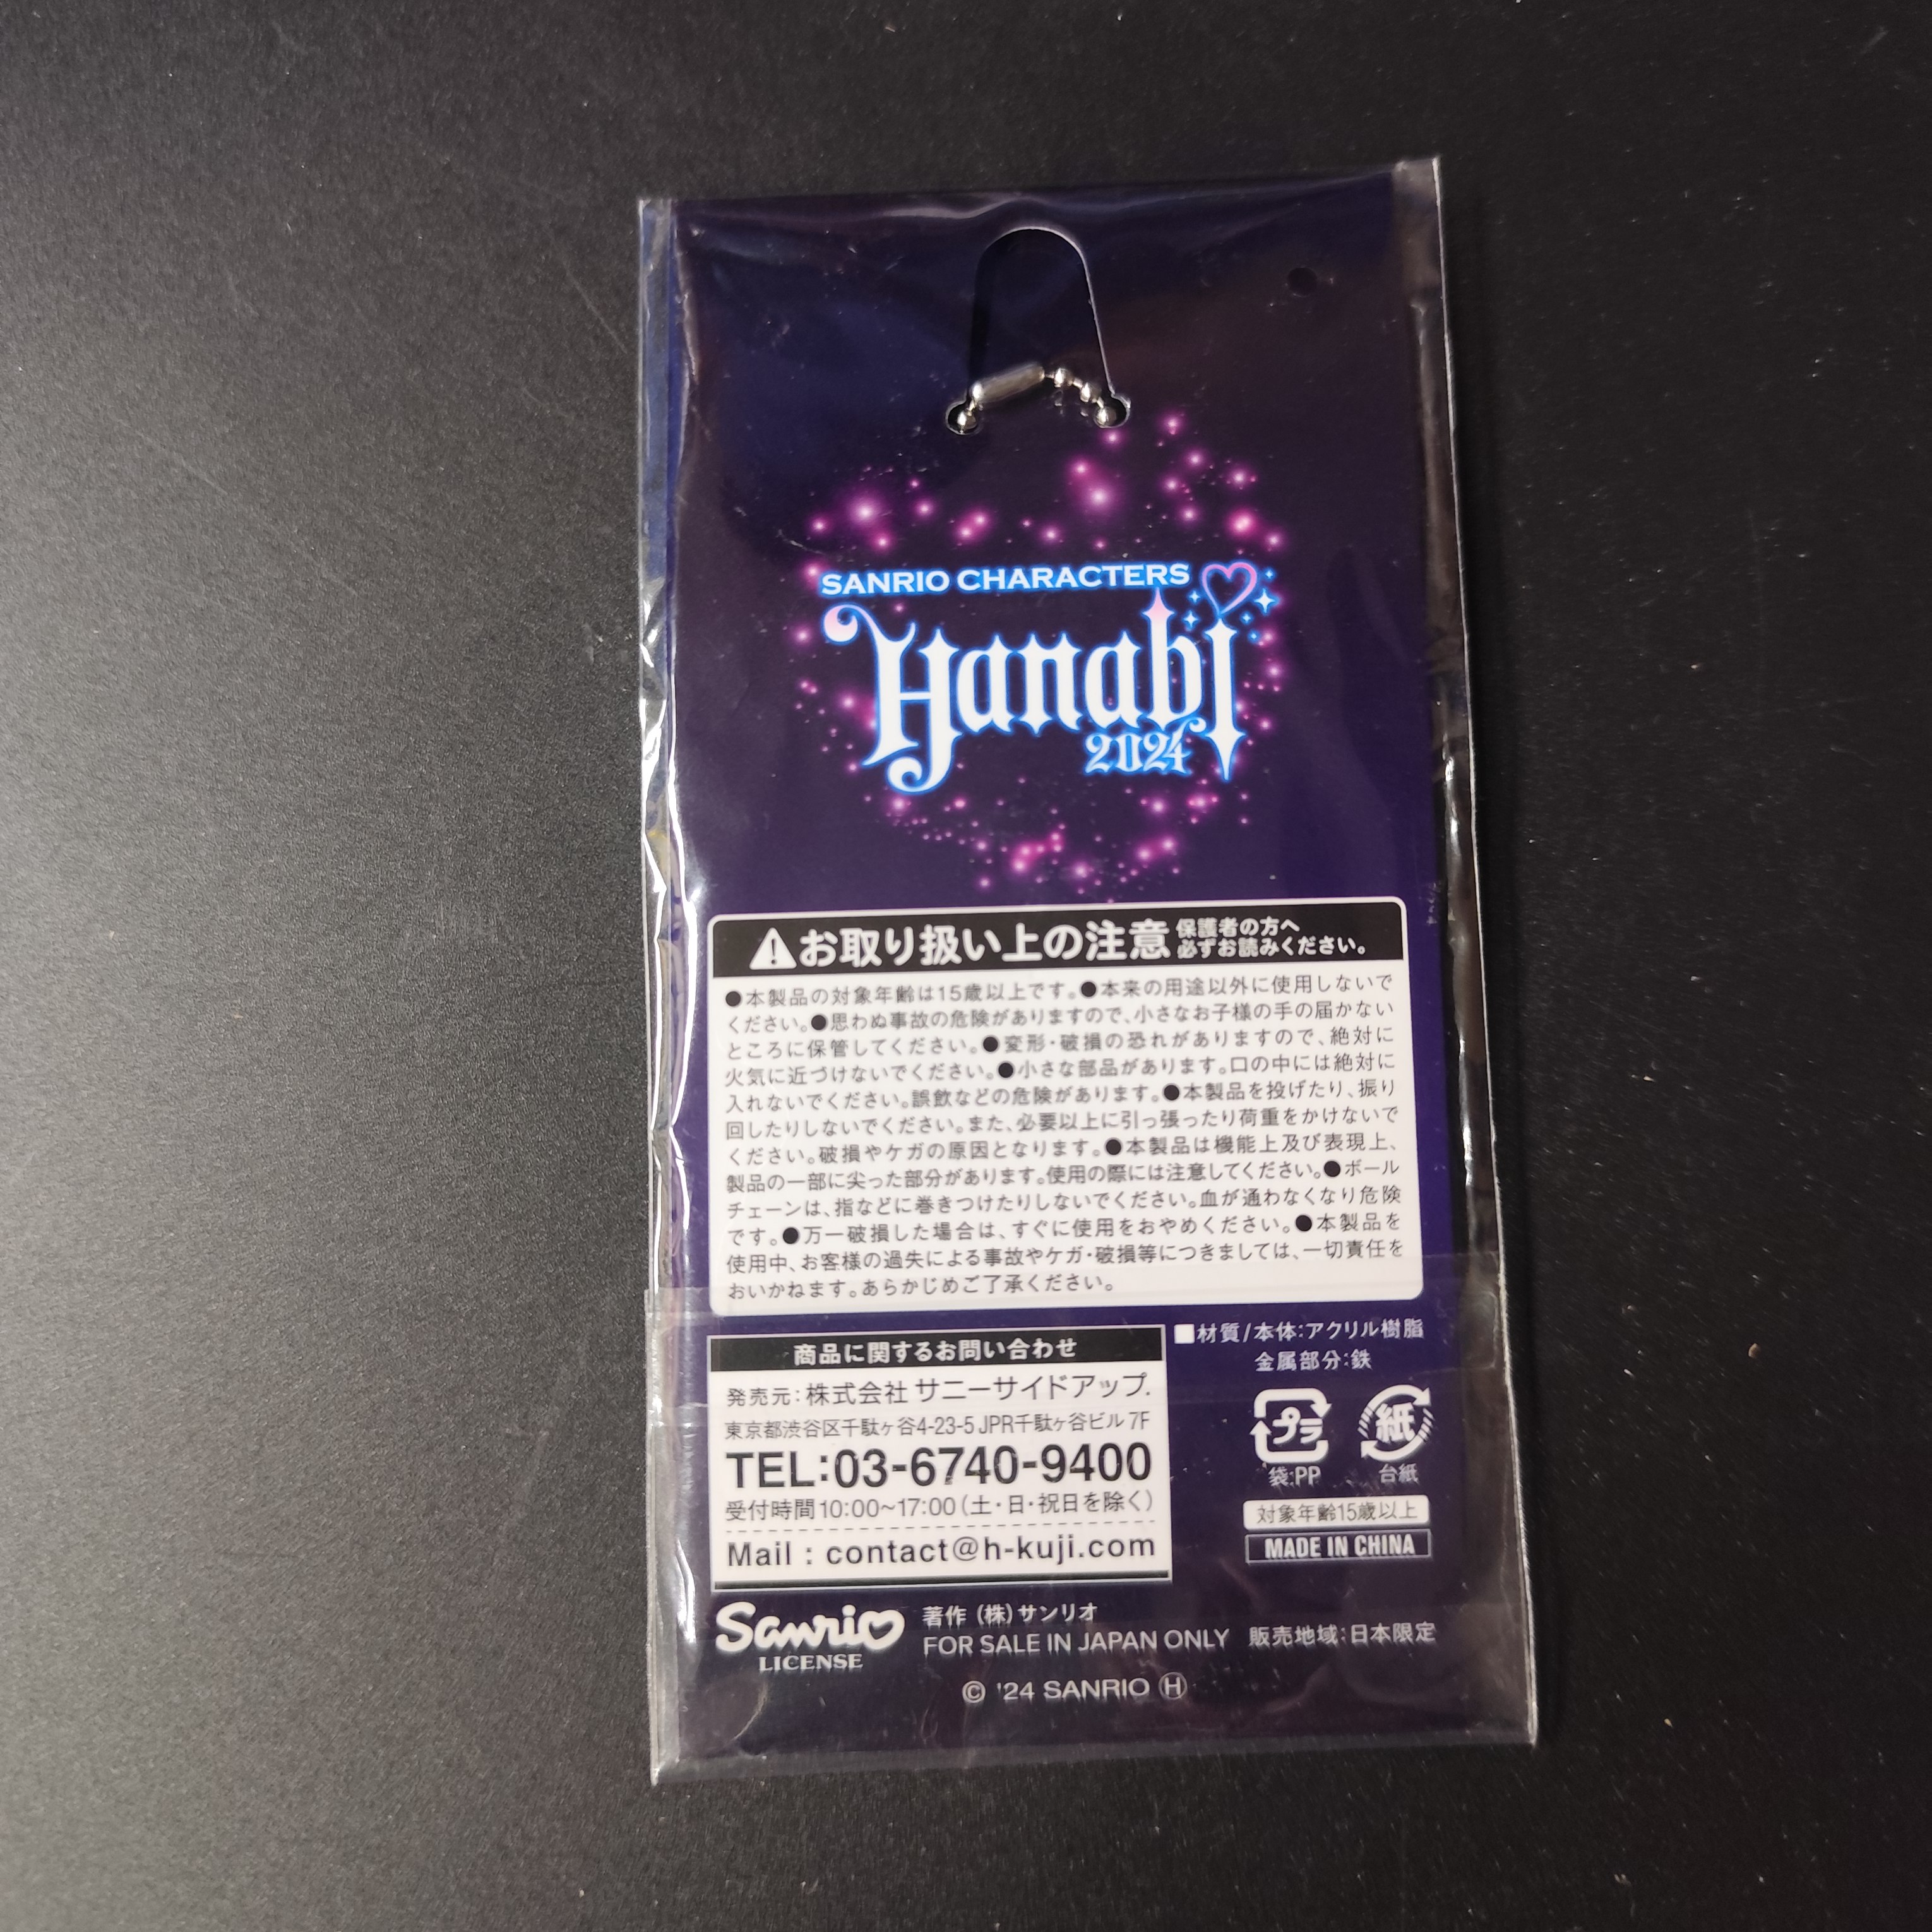 SANRIO CHARACTERS
Hanabi
2024
お取り扱い上の注意 保護者の方へ
必ずお読みください。
●本製品の対象年齢は15歳以上です。●本来の用途以外に使用しないで
ください。●思わぬ事故の危険がありますので、小さなお子様の手の届かない
ところに保管してください。●変形・破損の恐れがありますので、絶対に
火気に近づけないでください。●小さな部品があります。口の中には絶対に
入れないでください。誤飲などの危険があります。●本製品を投げたり、振り
回したりしないでください。また、必要以上に引っ張ったり荷重をかけないで
ください。破損やケガの原因となります。●本製品は機能上及び表現上、
製品の一部に尖った部分があります。使用の際には注意してください。●ボール
チェーンは、指などに巻きつけたりしないでください。血が通わなくなり危険
です。●万一破損した場合は、すぐに使用をおやめください。●本製品を
使用中、お客様の過失による事故やケガ・破損等につきましては、一切責任を
おいかねます。あらかじめご了承ください。
商品に関するお問い合わせ
発売元:株式会社 サニーサイドアップ.
東京都渋谷区千駄ヶ谷4-23-5 JPR千駄ヶ谷ビル 7F
TEL:03-6740-9400
受付時間10:00~17:00(土・日・祝日を除く)
Mail : contact@h-kuji.com
■材質/本体:アクリル樹脂
金属部分:鉄
プラ 紙
袋:PP 台紙
対象年齢15歳以上
MADE IN CHINA
Sanrio
LICENSE
著作 (株)サンリオ
FOR SALE IN JAPAN ONLY 販売地域:日本限定
© '24 SANRIO Ⓗ